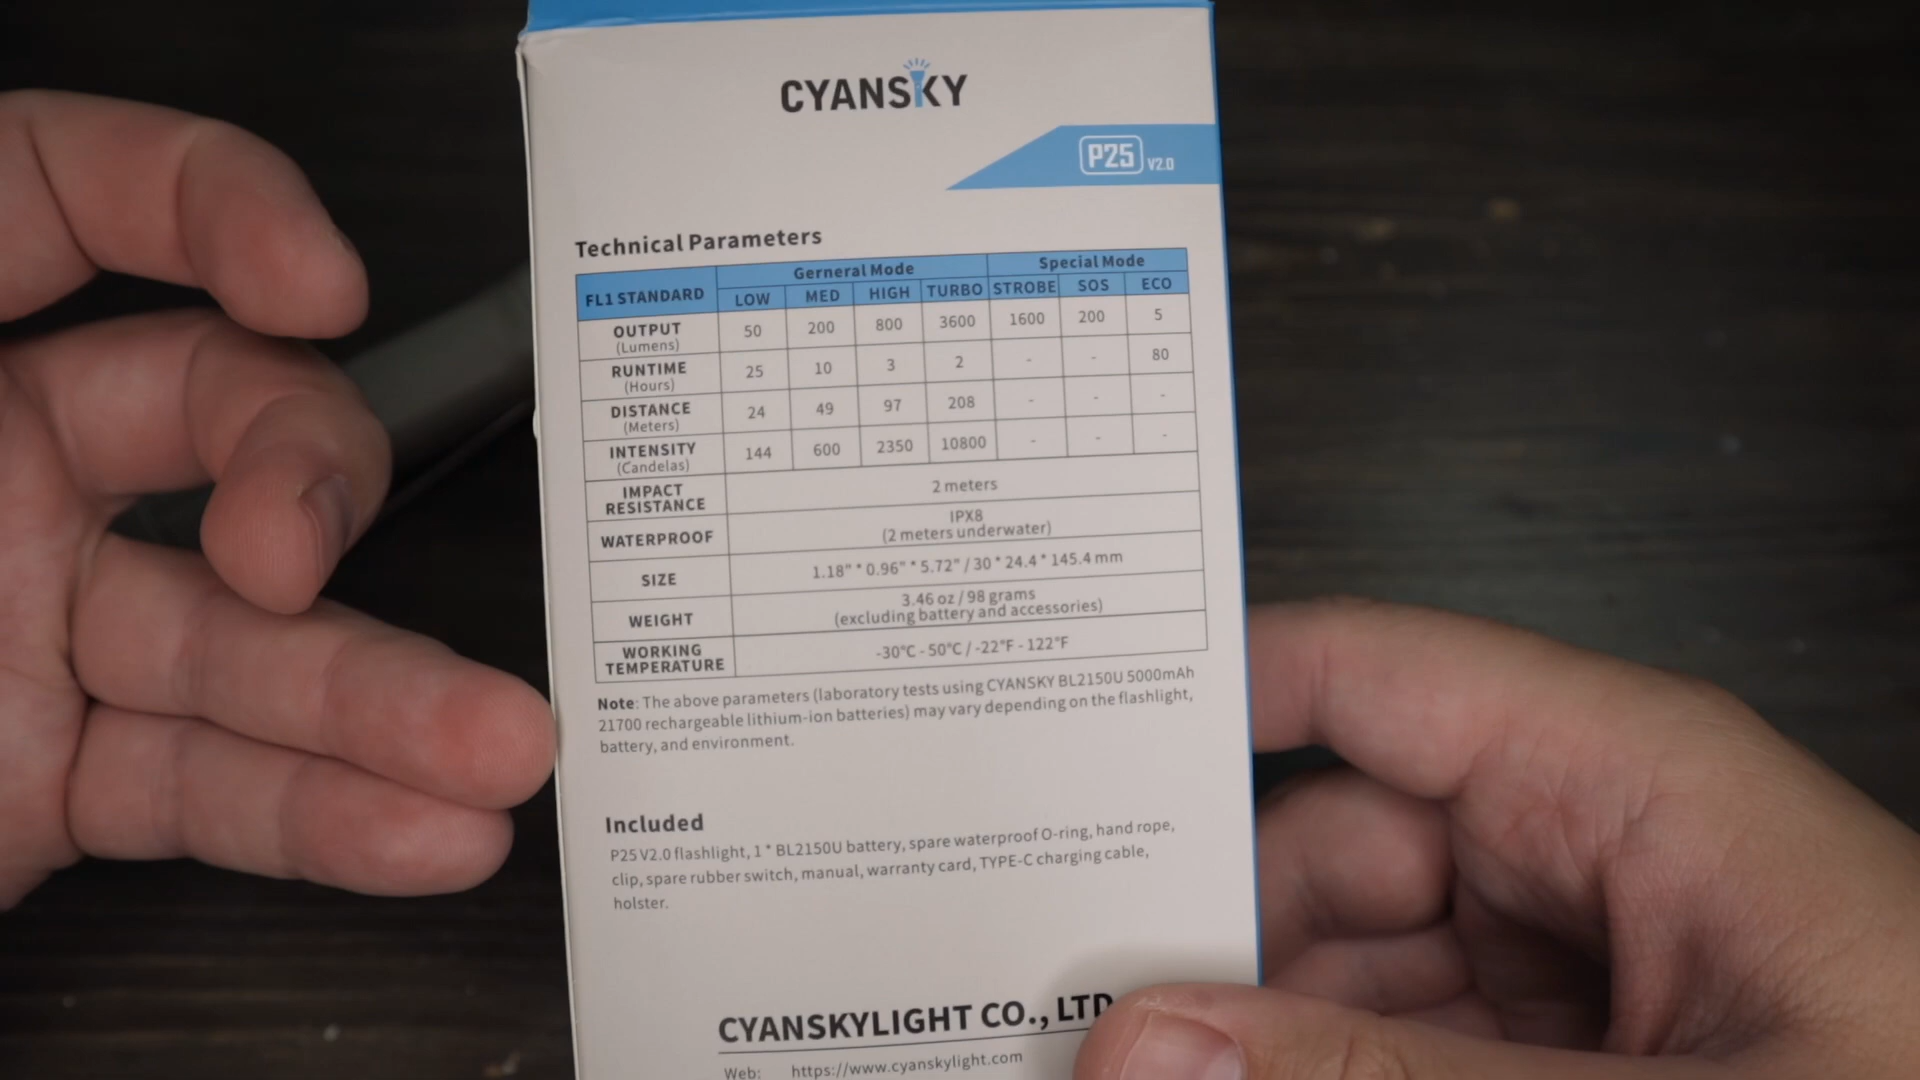 CYANSKY
P25 V2.0
Technical Parameters
FL1 STANDARD Gerneral Mode Special Mode
LOW MED HIGH TURBO STROBE SOS ECO
OUTPUT (Lumens) 50 200 800 3600 1600 200 5
RUNTIME (Hours) 25 10 3 2 - - 80
DISTANCE (Meters) 24 49 97 208 - - -
INTENSITY (Candelas) 144 600 2350 10800 - - -
IMPACT RESISTANCE 2 meters
WATERPROOF IPX8
(2 meters underwater)
SIZE 1.18" * 0.96" * 5.72" / 30 * 24.4 * 145.4 mm
WEIGHT 3.46 oz / 98 grams
(excluding battery and accessories)
WORKING TEMPERATURE -30°C - 50°C / -22°F - 122°F
Note: The above parameters (laboratory tests using CYANSKY BL2150U 5000mAh
21700 rechargeable lithium-ion batteries) may vary depending on the flashlight,
battery, and environment.
Included
P25 V2.0 flashlight, 1 * BL2150U battery, spare waterproof O-ring, hand rope,
clip, spare rubber switch, manual, warranty card, TYPE-C charging cable,
holster.
CYANSKYLIGHT CO., LTD
Web: https://www.cyanskylight.com